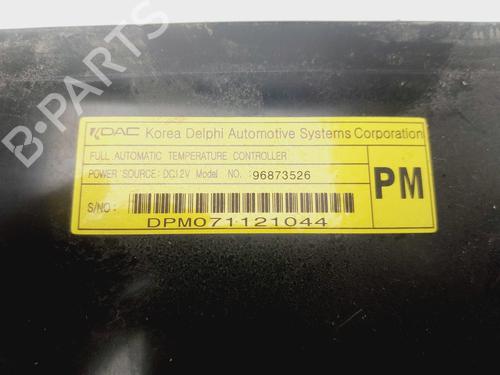 KDAC Korea Delphi Automotive Systems Corporation
FULL AUTOMATIC TEMPERATURE CONTROLLER
POWER SOURCE: DC12V Model NO. 96873526
PM
S/NO:
DPM071121044
B-PARTS